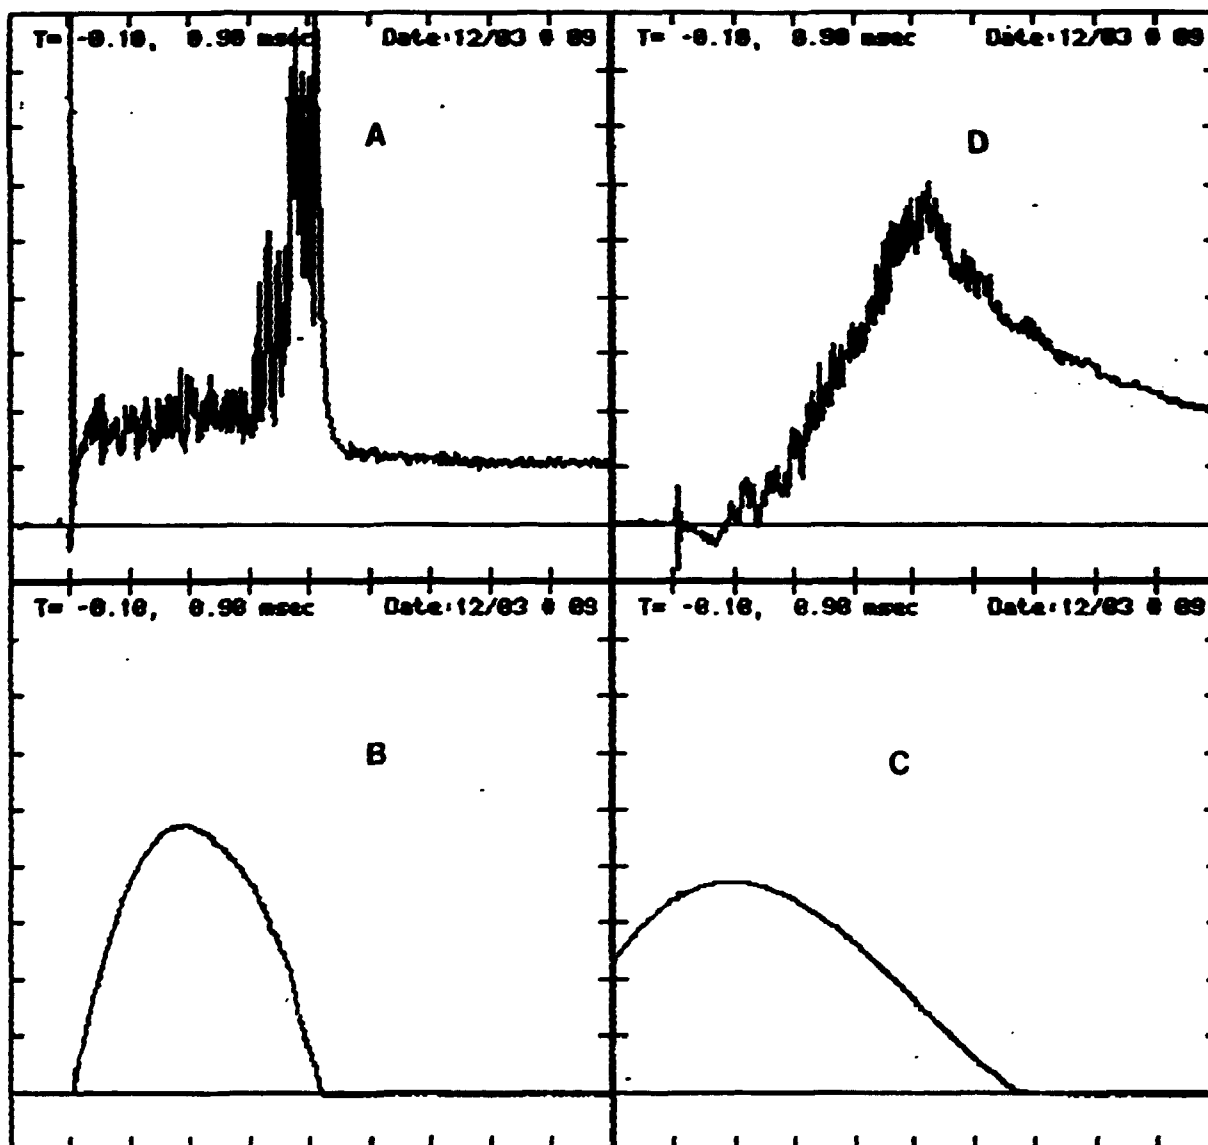 T= -0.10, 0.90 msec Date:12/03 # 09
A
T= -0.10, 0.90 msec Date:12/03 # 09
D
T= -0.10, 0.90 msec Date:12/03 # 09
B
T= -0.10, 0.90 msec Date:12/03 # 09
C